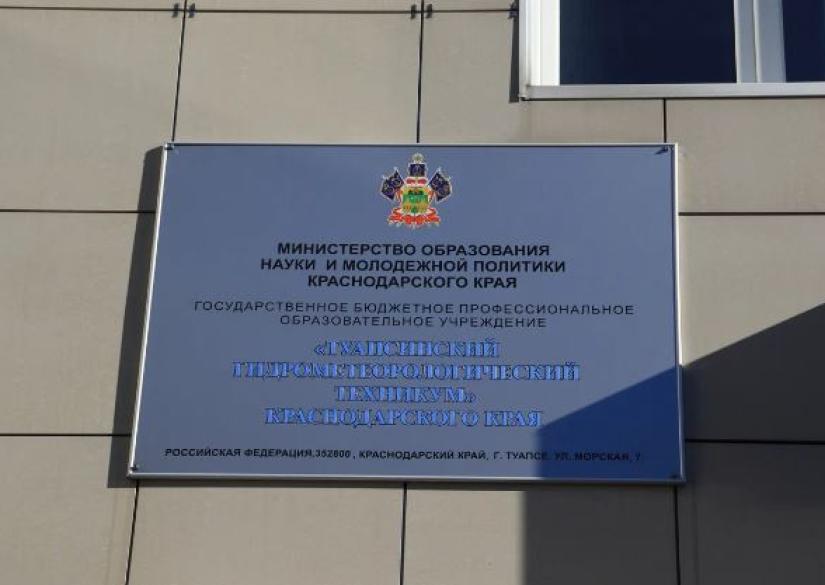 МИНИСТЕРСТВО ОБРАЗОВАНИЯ
НАУКИ И МОЛОДЕЖНОЙ ПОЛИТИКИ
КРАСНОДАРСКОГО КРАЯ
ГОСУДАРСТВЕННОЕ БЮДЖЕТНОЕ ПРОФЕССИОНАЛЬНОЕ
ОБРАЗОВАТЕЛЬНОЕ УЧРЕЖДЕНИЕ
«ТУАПСИНСКИЙ
ГИДРОМЕТЕОРОЛОГИЧЕСКИЙ
ТЕХНИКУМ»
КРАСНОДАРСКОГО КРАЯ
РОССИЙСКАЯ ФЕДЕРАЦИЯ,352800 , КРАСНОДАРСКИЙ КРАЙ, Г. ТУАПСЕ, УЛ. МОРСКАЯ, 7